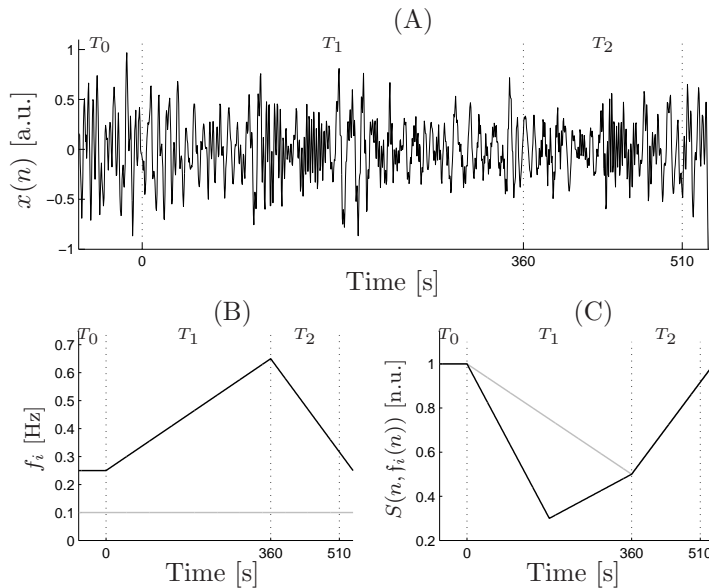 (A)
T₀ T₁ T₂
1
0.5
0
−0.5
−1
x(n) [a.u.]
0 360 510
Time [s]
(B)
T₀ T₁ T₂
0.7
0.6
0.5
0.4
0.3
0.2
0.1
0
fᵢ [Hz]
0 360 510
Time [s]
(C)
T₀ T₁ T₂
1
0.8
0.6
0.4
0.2
S(n, 𝔣ᵢ(n)) [n.u.]
0 360 510
Time [s]